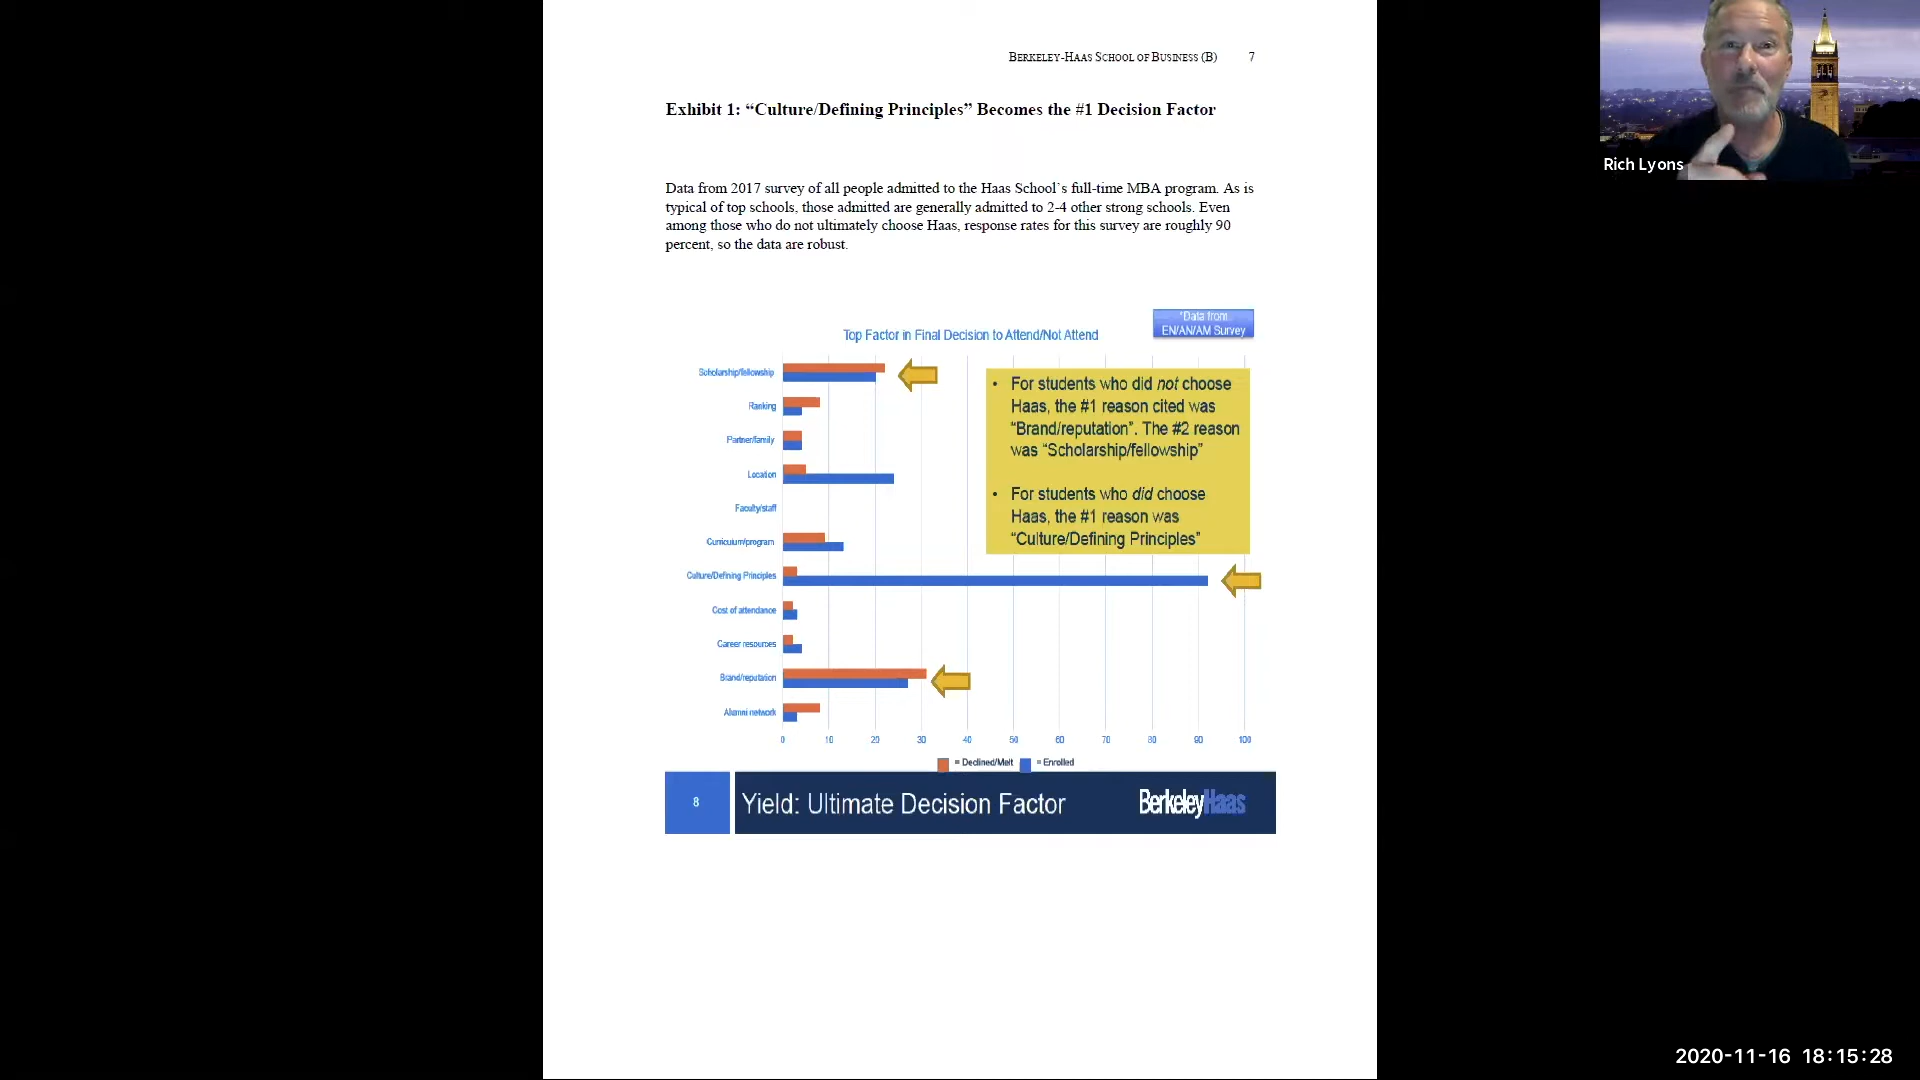 BERKELEY-HAAS SCHOOL OF BUSINESS (B) 7
Exhibit 1: “Culture/Defining Principles” Becomes the #1 Decision Factor
Data from 2017 survey of all people admitted to the Haas School`s full-time MBA program. As is
typical of top schools, those admitted are generally admitted to 2-4 other strong schools. Even
among those who do not ultimately choose Haas, response rates for this survey are roughly 90
percent, so the data are robust.
Top Factor in Final Decision to Attend/Not Attend
*Data from
EN/AN/AM Survey
Scholarship/fellowship
Ranking
Partner/family
Location
Faculty/staff
Curriculum/program
Culture/Defining Principles
Cost of attendance
Career resources
Brand/reputation
Alumni network
• For students who did not choose
Haas, the #1 reason cited was
“Brand/reputation”. The #2 reason
was “Scholarship/fellowship”
• For students who did choose
Haas, the #1 reason was
“Culture/Defining Principles”
0 10 20 30 40 50 60 70 80 90 100
= Declined/Melt = Enrolled
8 Yield: Ultimate Decision Factor BerkeleyHaas
Rich Lyons
2020-11-16 18:15:28